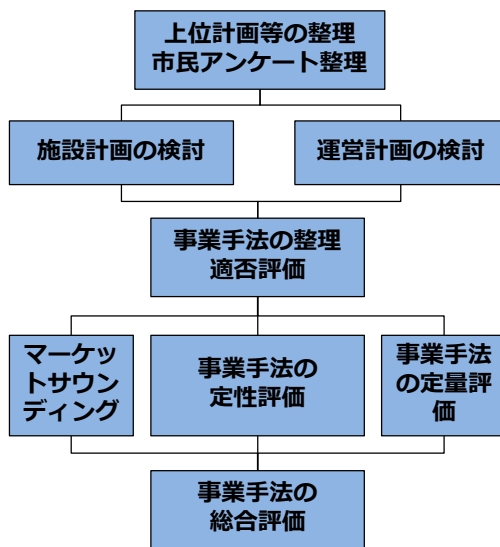 上位計画等の整理
市民アンケート整理
施設計画の検討
運営計画の検討
事業手法の整理
適否評価
マーケッ
トサウン
ディング
事業手法の
定性評価
事業手法
の定量評
価
事業手法の
総合評価